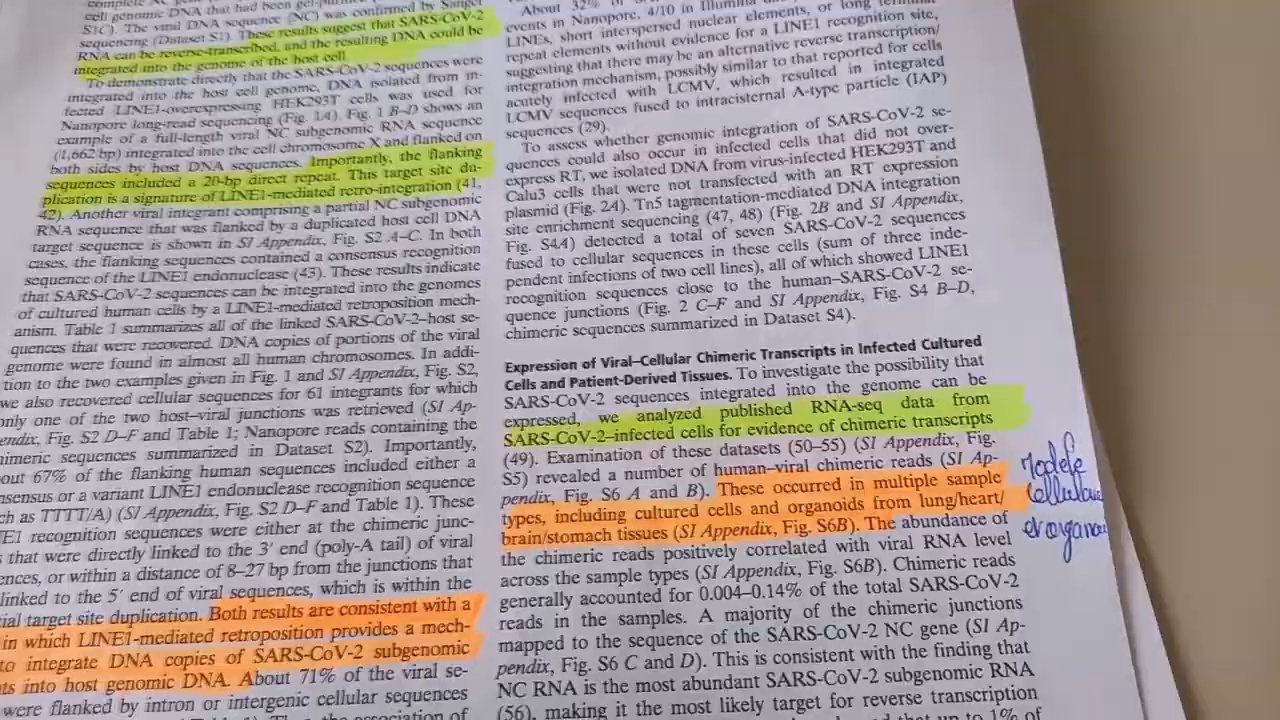 complete NC gene
cell genomic DNA that had been gel-purified
S1C). The viral DNA sequence (NC) was confirmed by Sanger
sequencing (Dataset S1). These results suggest that SARS-CoV-2
RNA can be reverse-transcribed, and the resulting DNA could be
integrated into the genome of the host cell.
To demonstrate directly that the SARS-CoV-2 sequences were
integrated into the host cell genome, DNA isolated from in-
fected LINE1-overexpressing HEK293T cells was used for
Nanopore long-read sequencing (Fig. 1A). Fig. 1 B–D shows an
example of a full-length viral NC subgenomic RNA sequence
(1,662 bp) integrated into the cell chromosome X and flanked on
both sides by host DNA sequences. Importantly, the flanking
sequences included a 20-bp direct repeat. This target site du-
plication is a signature of LINE1-mediated retro-integration (41,
42). Another viral integrant comprising a partial NC subgenomic
RNA sequence that was flanked by a duplicated host cell DNA
target sequence is shown in SI Appendix, Fig. S2 A–C. In both
cases, the flanking sequences contained a consensus recognition
sequence of the LINE1 endonuclease (43). These results indicate
that SARS-CoV-2 sequences can be integrated into the genomes
of cultured human cells by a LINE1-mediated retroposition mech-
anism. Table 1 summarizes all of the linked SARS-CoV-2–host se-
quences that were recovered. DNA copies of portions of the viral
genome were found in almost all human chromosomes. In addi-
tion to the two examples given in Fig. 1 and SI Appendix, Fig. S2,
we also recovered cellular sequences for 61 integrants for which
only one of the two host–viral junctions was retrieved (SI Ap-
endix, Fig. S2 D–F and Table 1; Nanopore reads containing the
imeric sequences summarized in Dataset S2). Importantly,
out 67% of the flanking human sequences included either a
nsensus or a variant LINE1 endonuclease recognition sequence
ch as TTTT/A) (SI Appendix, Fig. S2 D–F and Table 1). These
E1 recognition sequences were either at the chimeric junc-
s that were directly linked to the 3′ end (poly-A tail) of viral
ences, or within a distance of 8–27 bp from the junctions that
linked to the 5′ end of viral sequences, which is within the
ial target site duplication. Both results are consistent with a
in which LINE1-mediated retroposition provides a mech-
to integrate DNA copies of SARS-CoV-2 subgenomic
ts into host genomic DNA. About 71% of the viral se-
were flanked by intron or intergenic cellular sequences
association of
About 32%
events in Nanopore, 4/10 in Illumina
LINEs, short interspersed nuclear elements, or long terminal
repeat elements without evidence for a LINE1 recognition site,
suggesting that there may be an alternative reverse transcription/
integration mechanism, possibly similar to that reported for cells
acutely infected with LCMV, which resulted in integrated
LCMV sequences fused to intracisternal A-type particle (IAP)
sequences (29).
To assess whether genomic integration of SARS-CoV-2 se-
quences could also occur in infected cells that did not over-
express RT, we isolated DNA from virus-infected HEK293T and
Calu3 cells that were not transfected with an RT expression
plasmid (Fig. 2A). Tn5 tagmentation-mediated DNA integration
site enrichment sequencing (47, 48) (Fig. 2B and SI Appendix,
Fig. S4A) detected a total of seven SARS-CoV-2 sequences
fused to cellular sequences in these cells (sum of three inde-
pendent infections of two cell lines), all of which showed LINE1
recognition sequences close to the human–SARS-CoV-2 se-
quence junctions (Fig. 2 C–F and SI Appendix, Fig. S4 B–D,
chimeric sequences summarized in Dataset S4).
Expression of Viral–Cellular Chimeric Transcripts in Infected Cultured
Cells and Patient-Derived Tissues. To investigate the possibility that
SARS-CoV-2 sequences integrated into the genome can be
expressed, we analyzed published RNA-seq data from
SARS-CoV-2–infected cells for evidence of chimeric transcripts
(49). Examination of these datasets (50–55) (SI Appendix, Fig.
S5) revealed a number of human–viral chimeric reads (SI Ap-
pendix, Fig. S6 A and B). These occurred in multiple sample
types, including cultured cells and organoids from lung/heart/
brain/stomach tissues (SI Appendix, Fig. S6B). The abundance of
the chimeric reads positively correlated with viral RNA level
across the sample types (SI Appendix, Fig. S6B). Chimeric reads
generally accounted for 0.004–0.14% of the total SARS-CoV-2
reads in the samples. A majority of the chimeric junctions
mapped to the sequence of the SARS-CoV-2 NC gene (SI Ap-
pendix, Fig. S6 C and D). This is consistent with the finding that
NC RNA is the most abundant SARS-CoV-2 subgenomic RNA
(56), making it the most likely target for reverse transcription
that up to 1% of
Modele
Cellulaire
et organoi